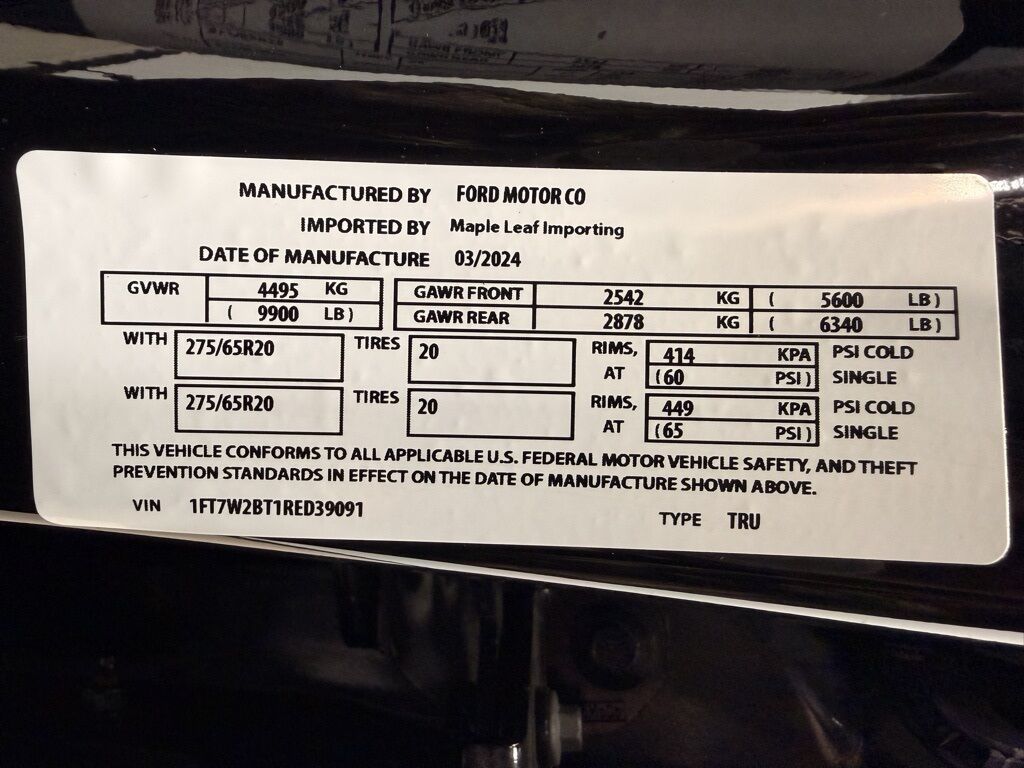 MANUFACTURED BY FORD MOTOR CO
IMPORTED BY Maple Leaf Importing
DATE OF MANUFACTURE 03/2024
GVWR 4495 KG GAWR FRONT 2542 KG ( 5600 LB )
( 9900 LB ) GAWR REAR 2878 KG ( 6340 LB )
WITH 275/65R20 TIRES 20 RIMS, 414 KPA PSI COLD
AT (60 PSI ) SINGLE
WITH 275/65R20 TIRES 20 RIMS, 449 KPA PSI COLD
AT (65 PSI ) SINGLE
THIS VEHICLE CONFORMS TO ALL APPLICABLE U.S. FEDERAL MOTOR VEHICLE SAFETY, AND THEFT
PREVENTION STANDARDS IN EFFECT ON THE DATE OF MANUFACTURE SHOWN ABOVE.
VIN 1FT7W2BT1RED39091 TYPE TRU